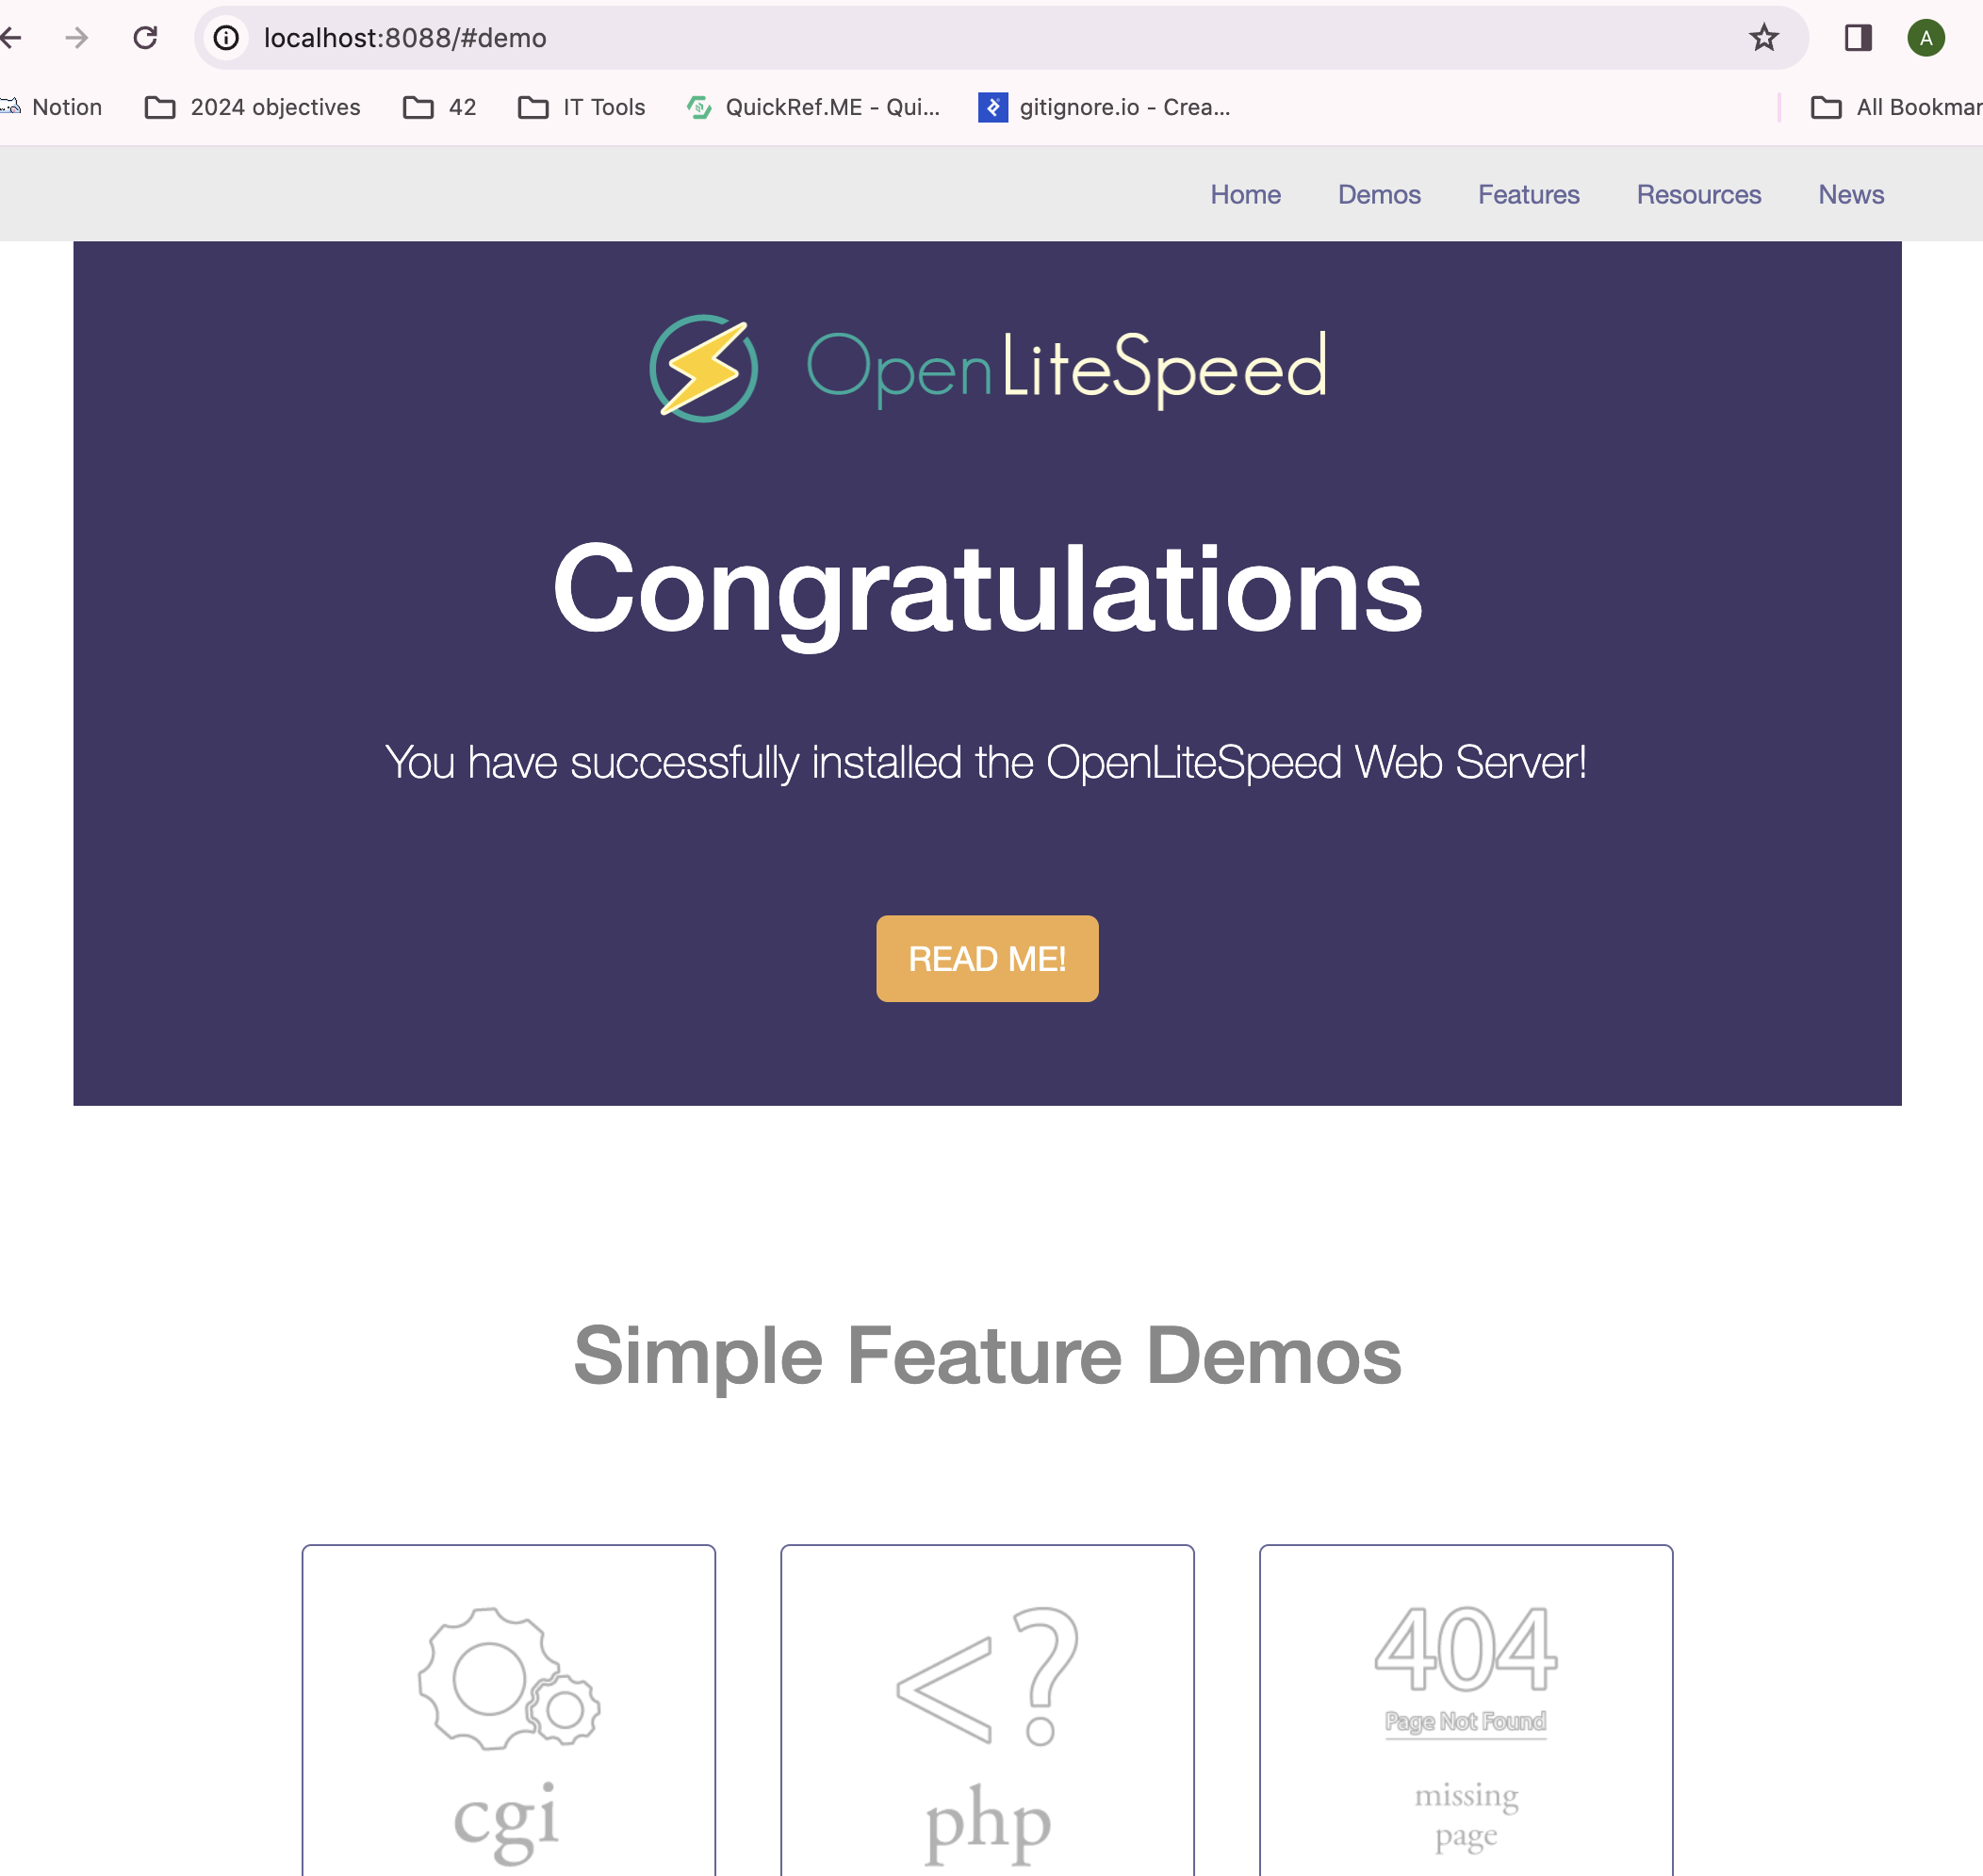 localhost:8088/#demo
A
Notion 2024 objectives 42 IT Tools QuickRef.ME - Qui... gitignore.io - Crea... All Bookmar
Home Demos Features Resources News
OpenLiteSpeed
Congratulations
You have successfully installed the OpenLiteSpeed Web Server!
READ ME!
Simple Feature Demos
<?
404
Page Not Found
cgi
php
missing
page